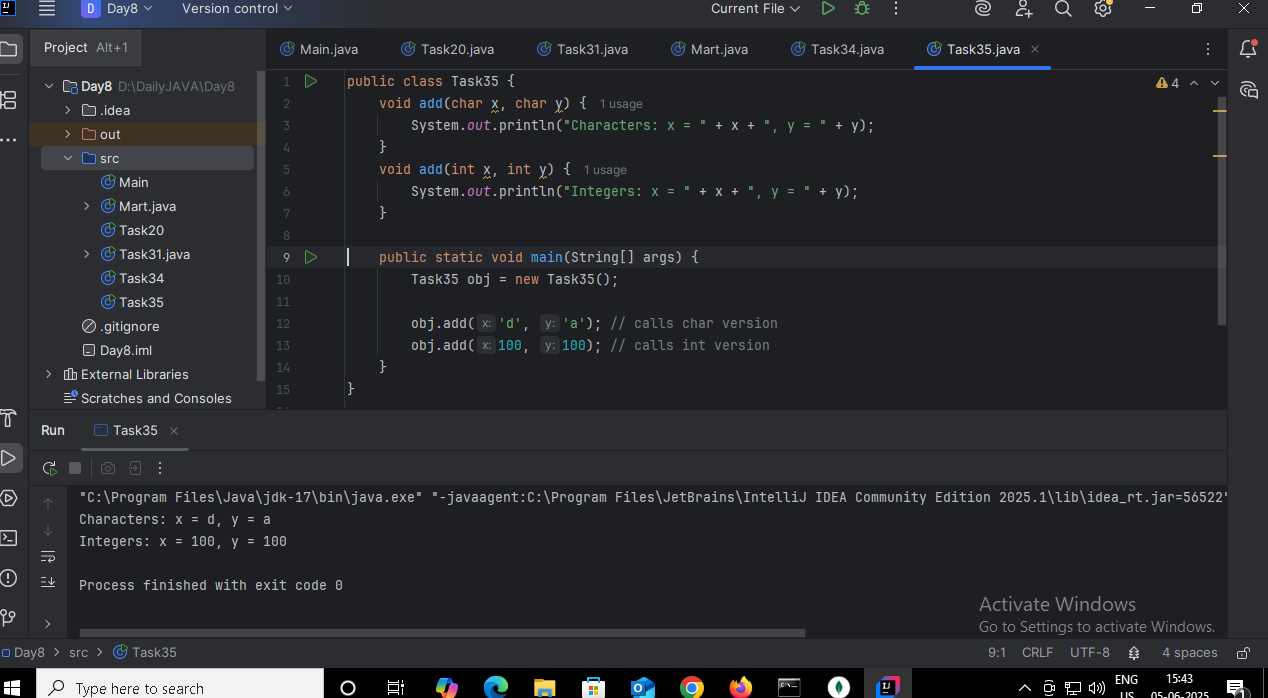 D Day8 Version control Current File
Project Alt+1
Main.java Task20.java Task31.java Mart.java Task34.java Task35.java
Day8 D:\DailyJAVA\Day8
.idea
out
src
Main
Mart.java
Task20
Task31.java
Task34
Task35
.gitignore
Day8.iml
External Libraries
Scratches and Consoles
4
1 public class Task35 {
2 void add(char x, char y) { 1 usage
3 System.out.println("Characters: x = " + x + ", y = " + y);
4 }
5 void add(int x, int y) { 1 usage
6 System.out.println("Integers: x = " + x + ", y = " + y);
7 }
8
9 public static void main(String[] args) {
10 Task35 obj = new Task35();
11
12 obj.add( x: 'd', y: 'a'); // calls char version
13 obj.add( x: 100, y: 100); // calls int version
14 }
15 }
Run Task35
"C:\Program Files\Java\jdk-17\bin\java.exe" "-javaagent:C:\Program Files\JetBrains\IntelliJ IDEA Community Edition 2025.1\lib\idea_rt.jar=56522"
Characters: x = d, y = a
Integers: x = 100, y = 100
Process finished with exit code 0
Activate Windows
Go to Settings to activate Windows.
Day8 > src > Task35 9:1 CRLF UTF-8 4 spaces
Type here to search
ENG
US
15:43
05-06-2025